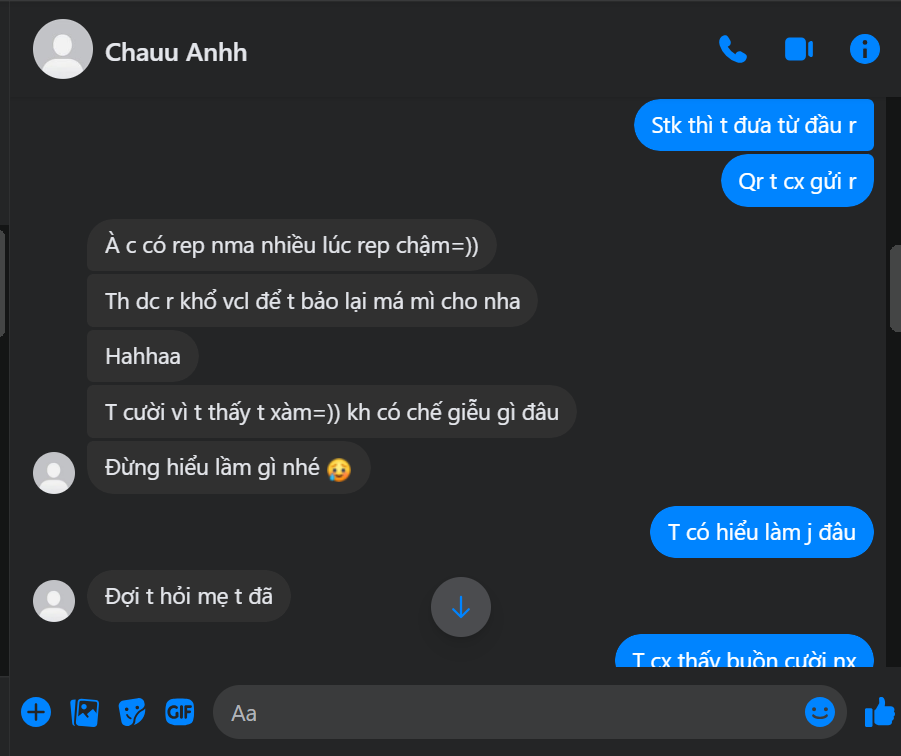 Chauu Anhh
Stk thì t đưa từ đầu r
Qr t cx gửi r
À c có rep nma nhiều lúc rep chậm=))
Th dc r khổ vcl để t bảo lại má mì cho nha
Hahhaa
T cười vì t thấy t xàm=)) kh có chế giễu gì đâu
Đừng hiểu lầm gì nhé 🥲
T có hiểu làm j đâu
Đợi t hỏi mẹ t đã
T cx thấy buồn cười nx
GIF
Aa